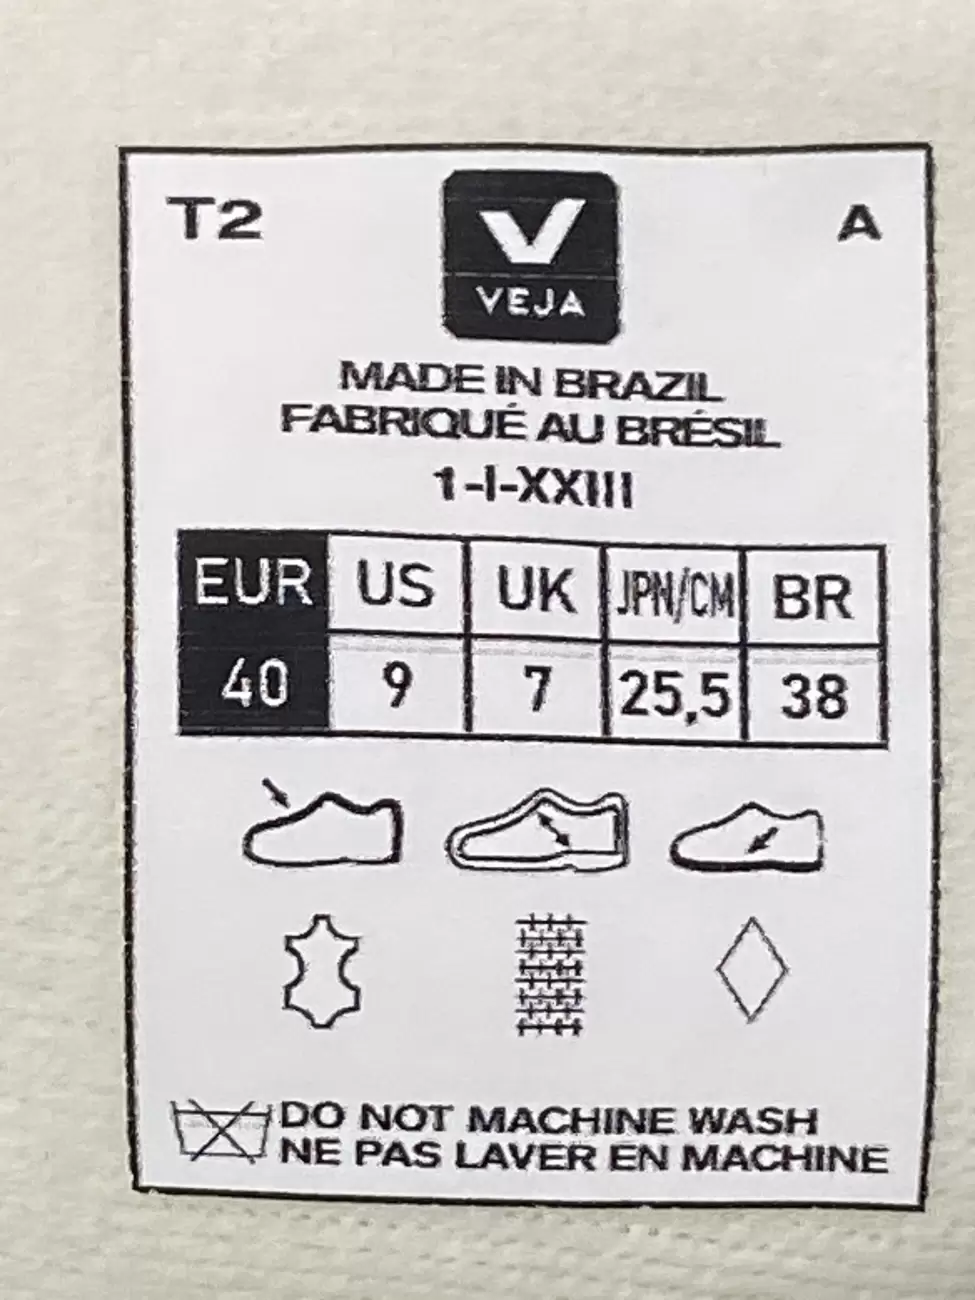 T2
A
VEJA
MADE IN BRAZIL
FABRIQUÉ AU BRÉSIL
1-I-XXIII
EUR US UK JPN/CM BR
40 9 7 25,5 38
DO NOT MACHINE WASH
NE PAS LAVER EN MACHINE